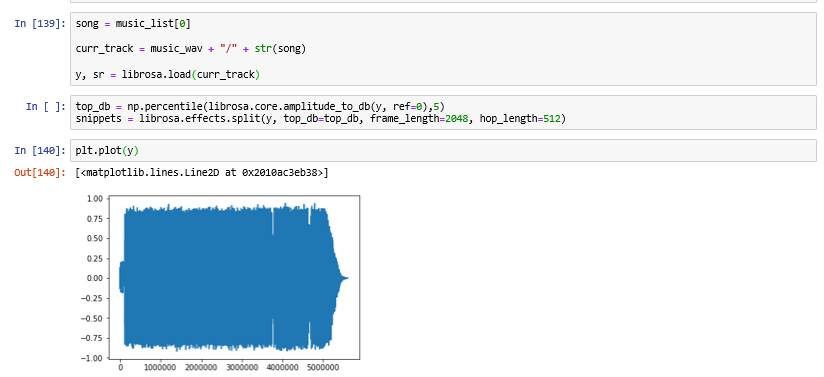 In [139]: song = music_list[0]
curr_track = music_wav + "/" + str(song)
y, sr = librosa.load(curr_track)
In [ ]: top_db = np.percentile(librosa.core.amplitude_to_db(y, ref=0),5)
snippets = librosa.effects.split(y, top_db=top_db, frame_length=2048, hop_length=512)
In [140]: plt.plot(y)
Out[140]: [<matplotlib.lines.Line2D at 0x2010ac3eb38>]
1.00
0.75
0.50
0.25
0.00
−0.25
−0.50
−0.75
−1.00
0 1000000 2000000 3000000 4000000 5000000